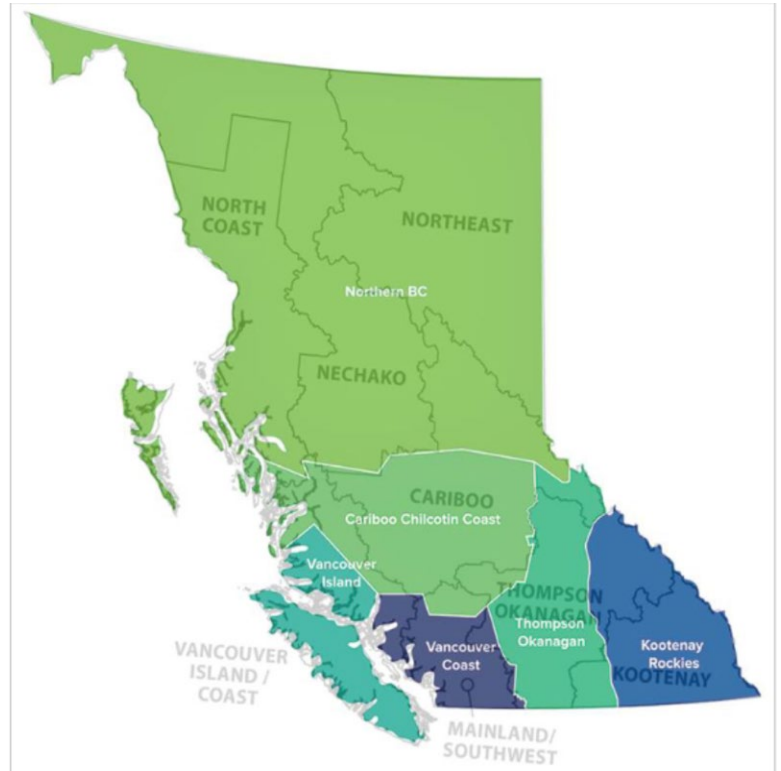 NORTH
COAST
NORTHEAST
Northern BC
NECHAKO
CARIBOO
Cariboo Chilcotin Coast
Vancouver
Island
THOMPSON
OKANAGAN
Thompson
Okanagan
VANCOUVER
ISLAND /
COAST
Vancouver
Coast
Kootenay
Rockies
KOOTENAY
MAINLAND/
SOUTHWEST